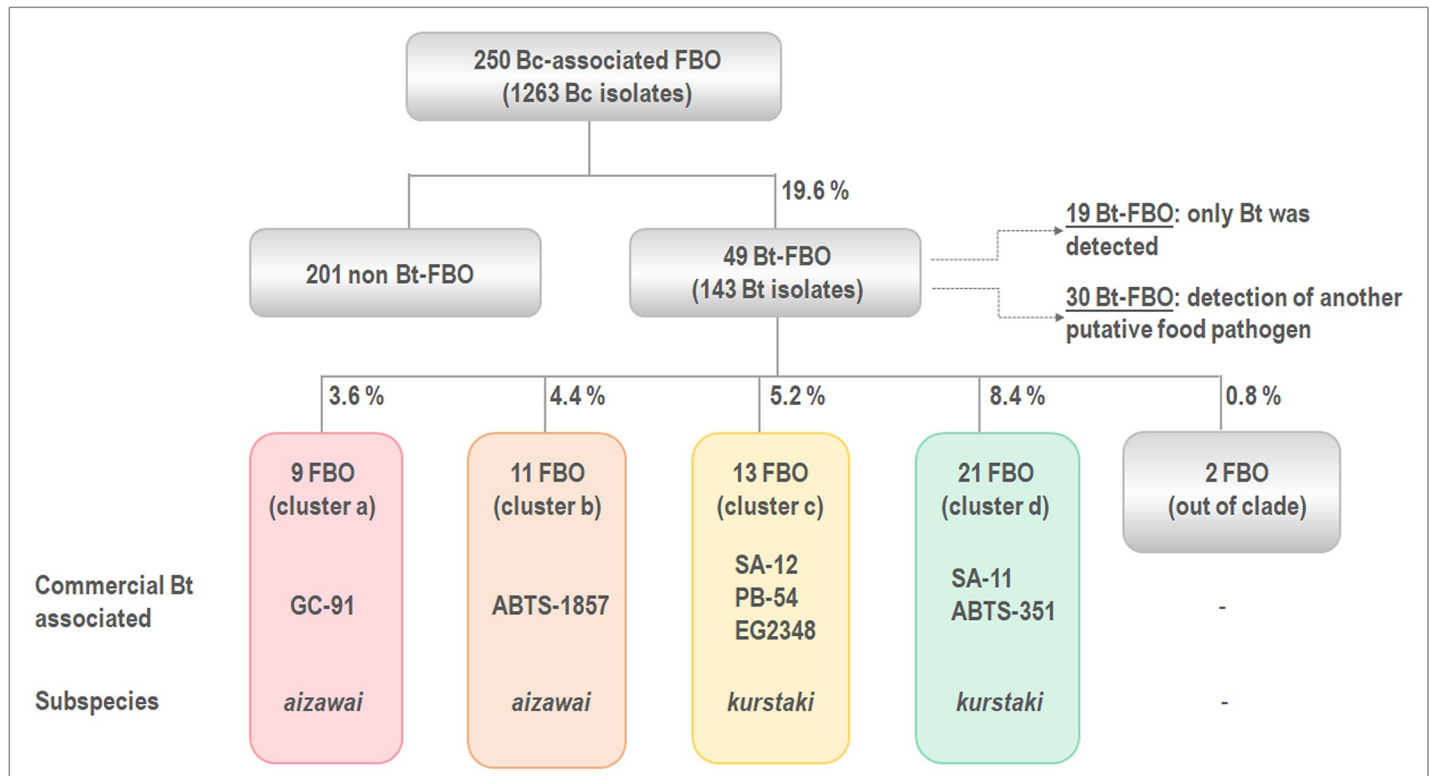 250 Bc-associated FBO
(1263 Bc isolates)
19.6 %
201 non Bt-FBO
49 Bt-FBO
(143 Bt isolates)
19 Bt-FBO: only Bt was
detected
30 Bt-FBO: detection of another
putative food pathogen
3.6 %
4.4 %
5.2 %
8.4 %
0.8 %
9 FBO
(cluster a)
11 FBO
(cluster b)
13 FBO
(cluster c)
21 FBO
(cluster d)
2 FBO
(out of clade)
Commercial Bt
associated
GC-91
ABTS-1857
SA-12
PB-54
EG2348
SA-11
ABTS-351
-
Subspecies
aizawai
aizawai
kurstaki
kurstaki
-